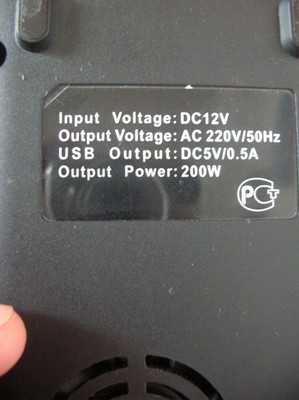 Input Voltage: DC12V
Output Voltage: AC 220V/50Hz
USB Output: DC5V/0.5A
Output Power: 200W
РСТ